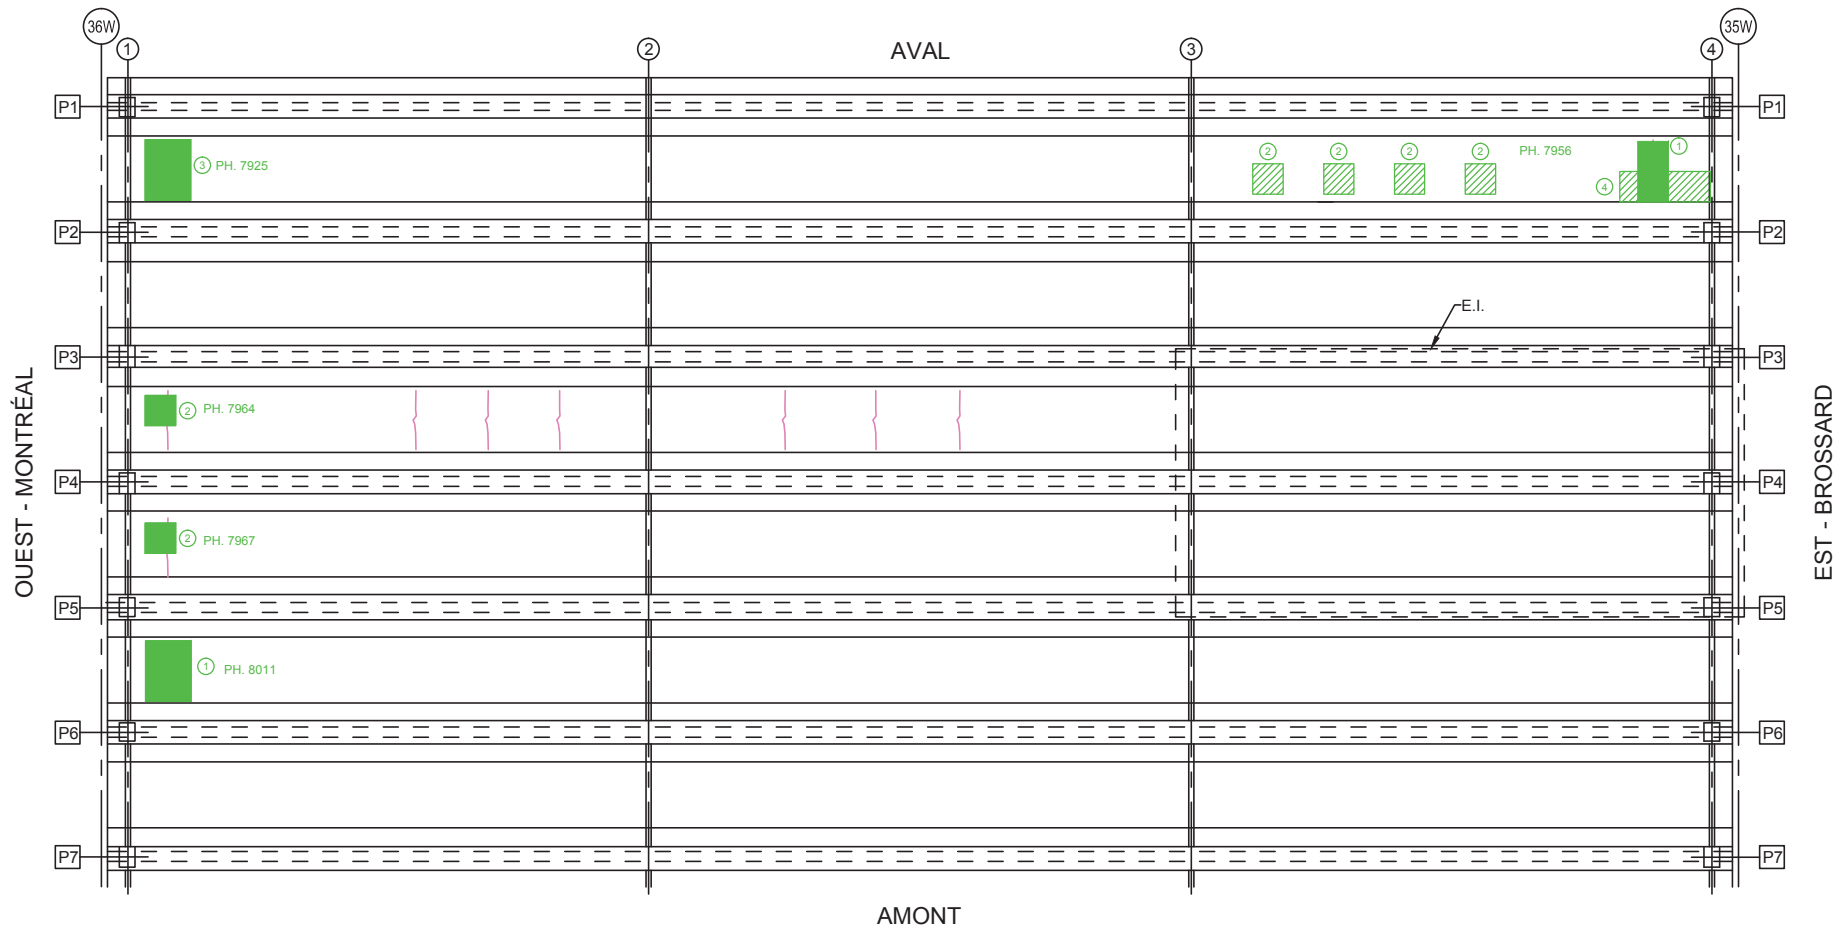 36W
35W
1
2
AVAL
3
4
P1
P1
3 PH. 7925
2
2
2
2
PH. 7956
1
4
P2
P2
E.I.
P3
P3
OUEST - MONTRÉAL
EST - BROSSARD
2 PH. 7964
P4
P4
2 PH. 7967
P5
P5
1 PH. 8011
P6
P6
P7
P7
AMONT